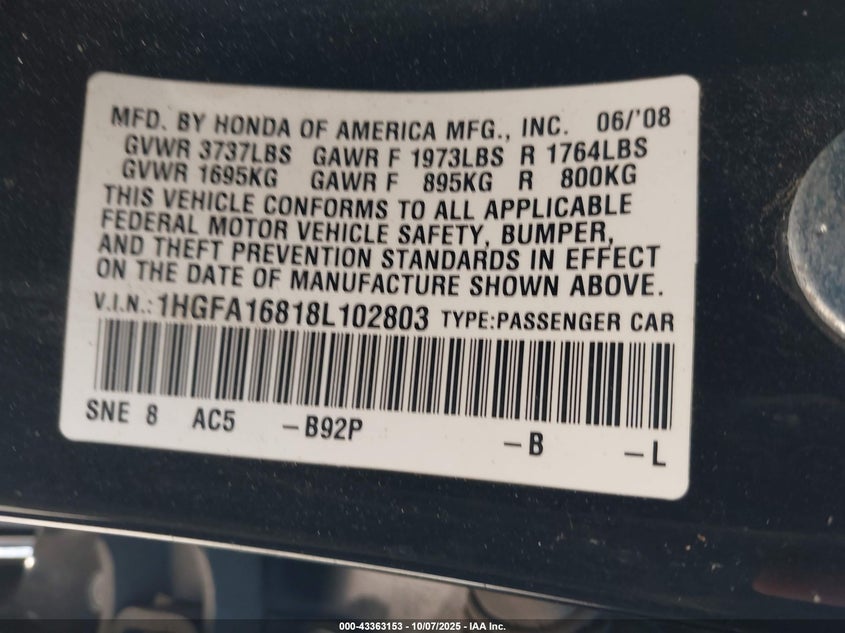 MFD. BY HONDA OF AMERICA MFG., INC. 06/'08
GVWR 3737LBS GAWR F 1973LBS R 1764LBS
GVWR 1695KG GAWR F 895KG R 800KG
THIS VEHICLE CONFORMS TO ALL APPLICABLE
FEDERAL MOTOR VEHICLE SAFETY, BUMPER,
AND THEFT PREVENTION STANDARDS IN EFFECT
ON THE DATE OF MANUFACTURE SHOWN ABOVE.
V.I.N.: 1HGFA16818L102803 TYPE:PASSENGER CAR
SNE 8 AC5 -B92P -B -L
000-43363153 - 10/07/2025 - IAA Inc.